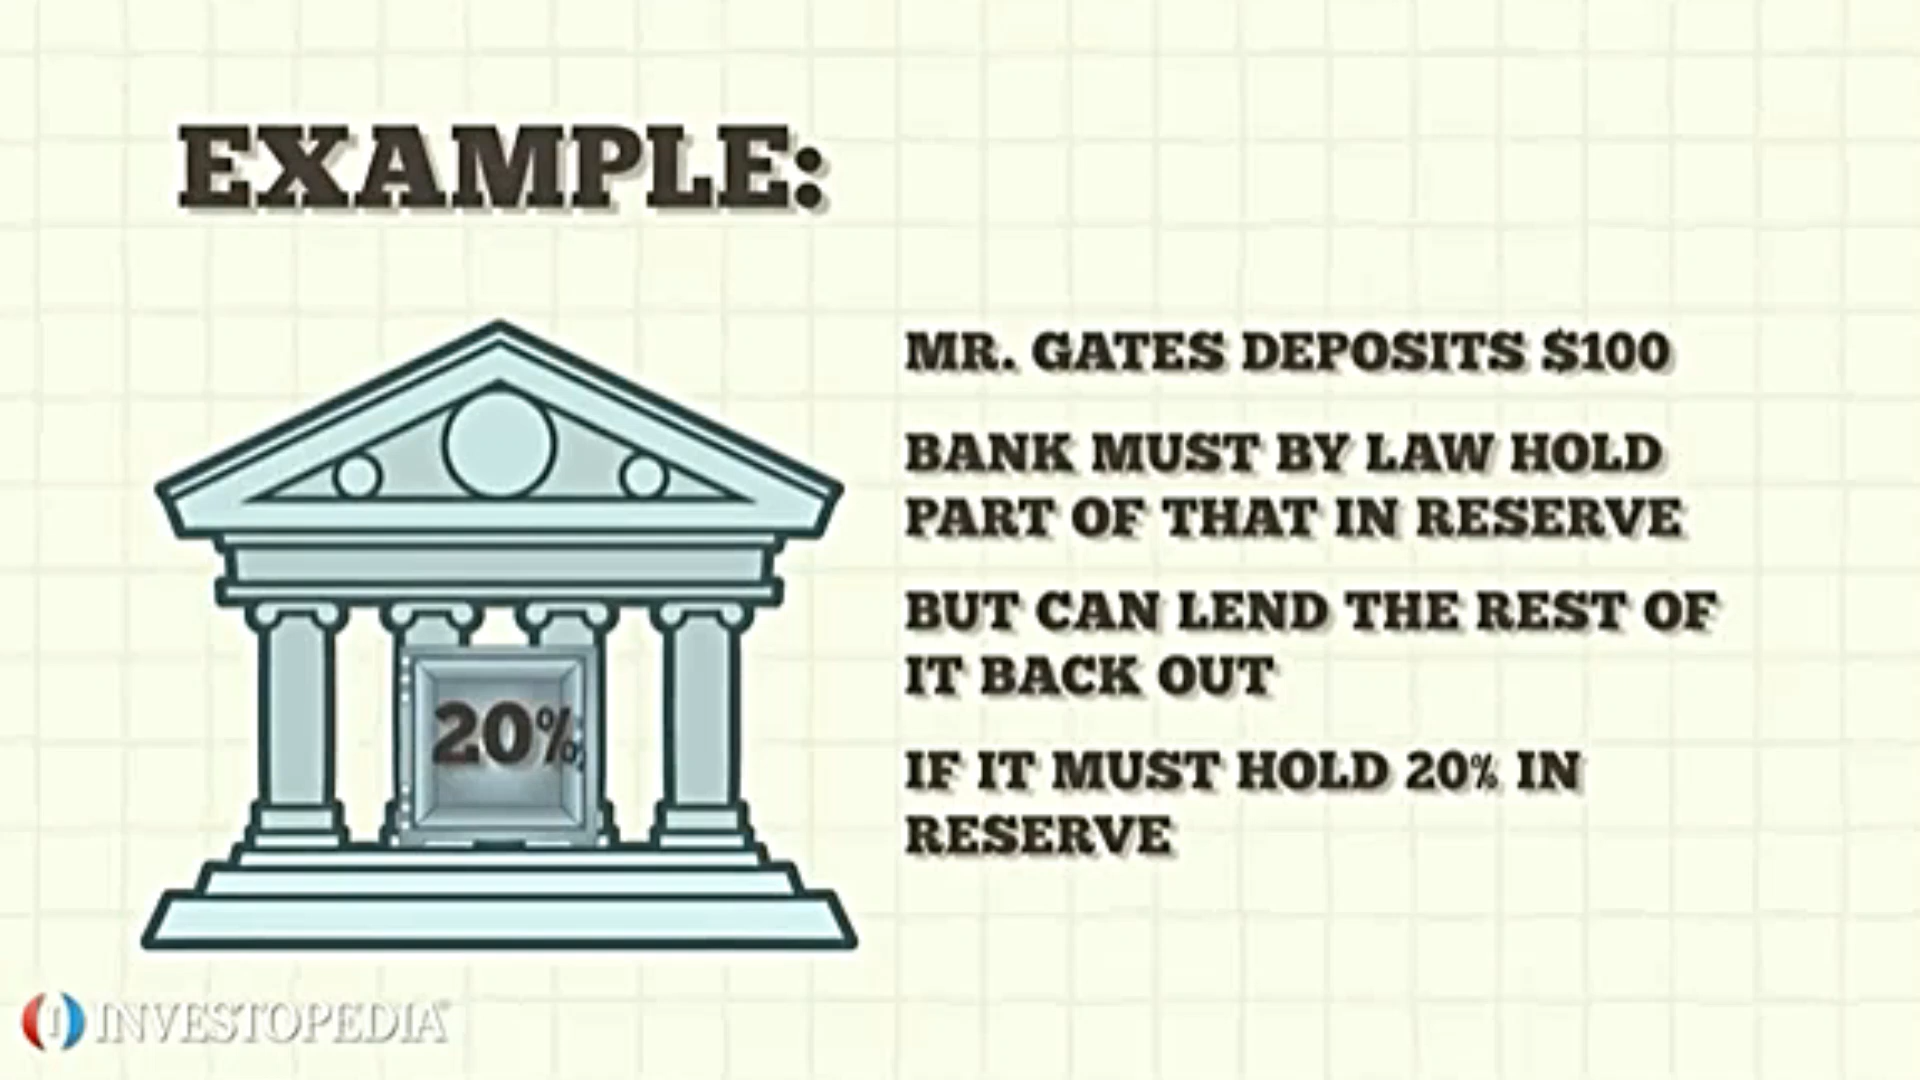 EXAMPLE:
MR. GATES DEPOSITS $100
BANK MUST BY LAW HOLD
PART OF THAT IN RESERVE
BUT CAN LEND THE REST OF
IT BACK OUT
20%
IF IT MUST HOLD 20% IN
RESERVE
INVESTOPEDIA®